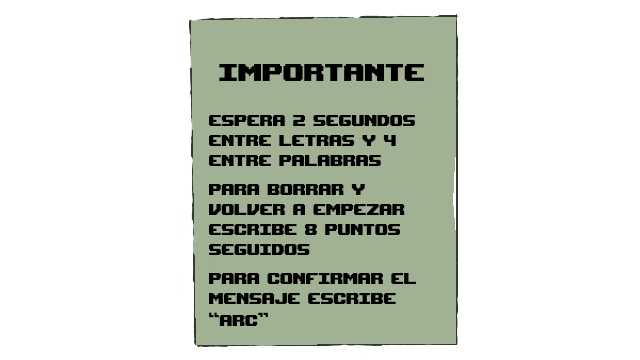 IMPORTANTE
ESPERA 2 SEGUNDOS
ENTRE LETRAS Y 4
ENTRE PALABRAS
PARA BORRAR Y
VOLVER A EMPEZAR
ESCRIBE 8 PUNTOS
SEGUIDOS
PARA CONFIRMAR EL
MENSAJE ESCRIBE
“ARC”